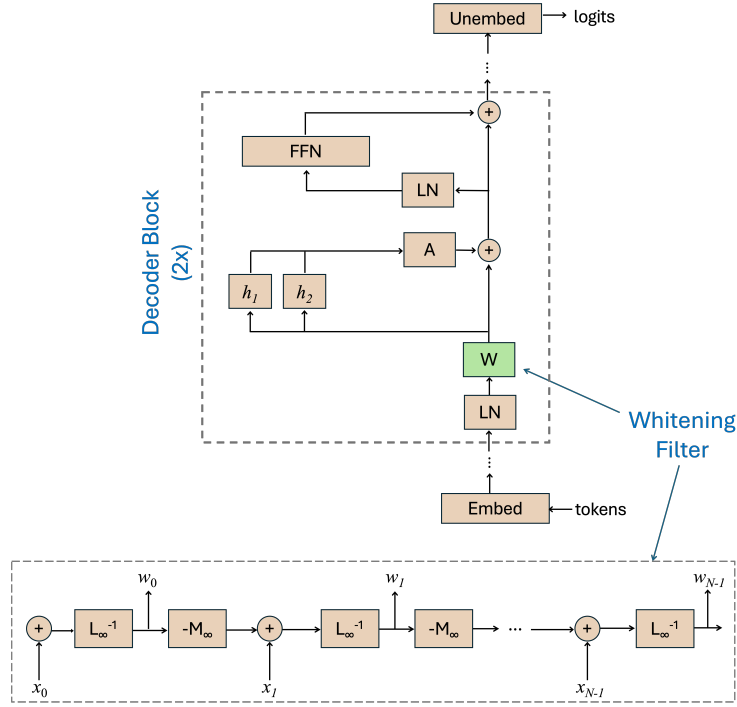 Unembed
logits
...
+
FFN
LN
Decoder Block
(2x)
A
+
h1
h2
W
LN
Whitening
Filter
...
Embed
tokens
w0
w1
wN-1
+
L∞-1
-M∞
+
L∞-1
-M∞
...
+
L∞-1
x0
x1
xN-1